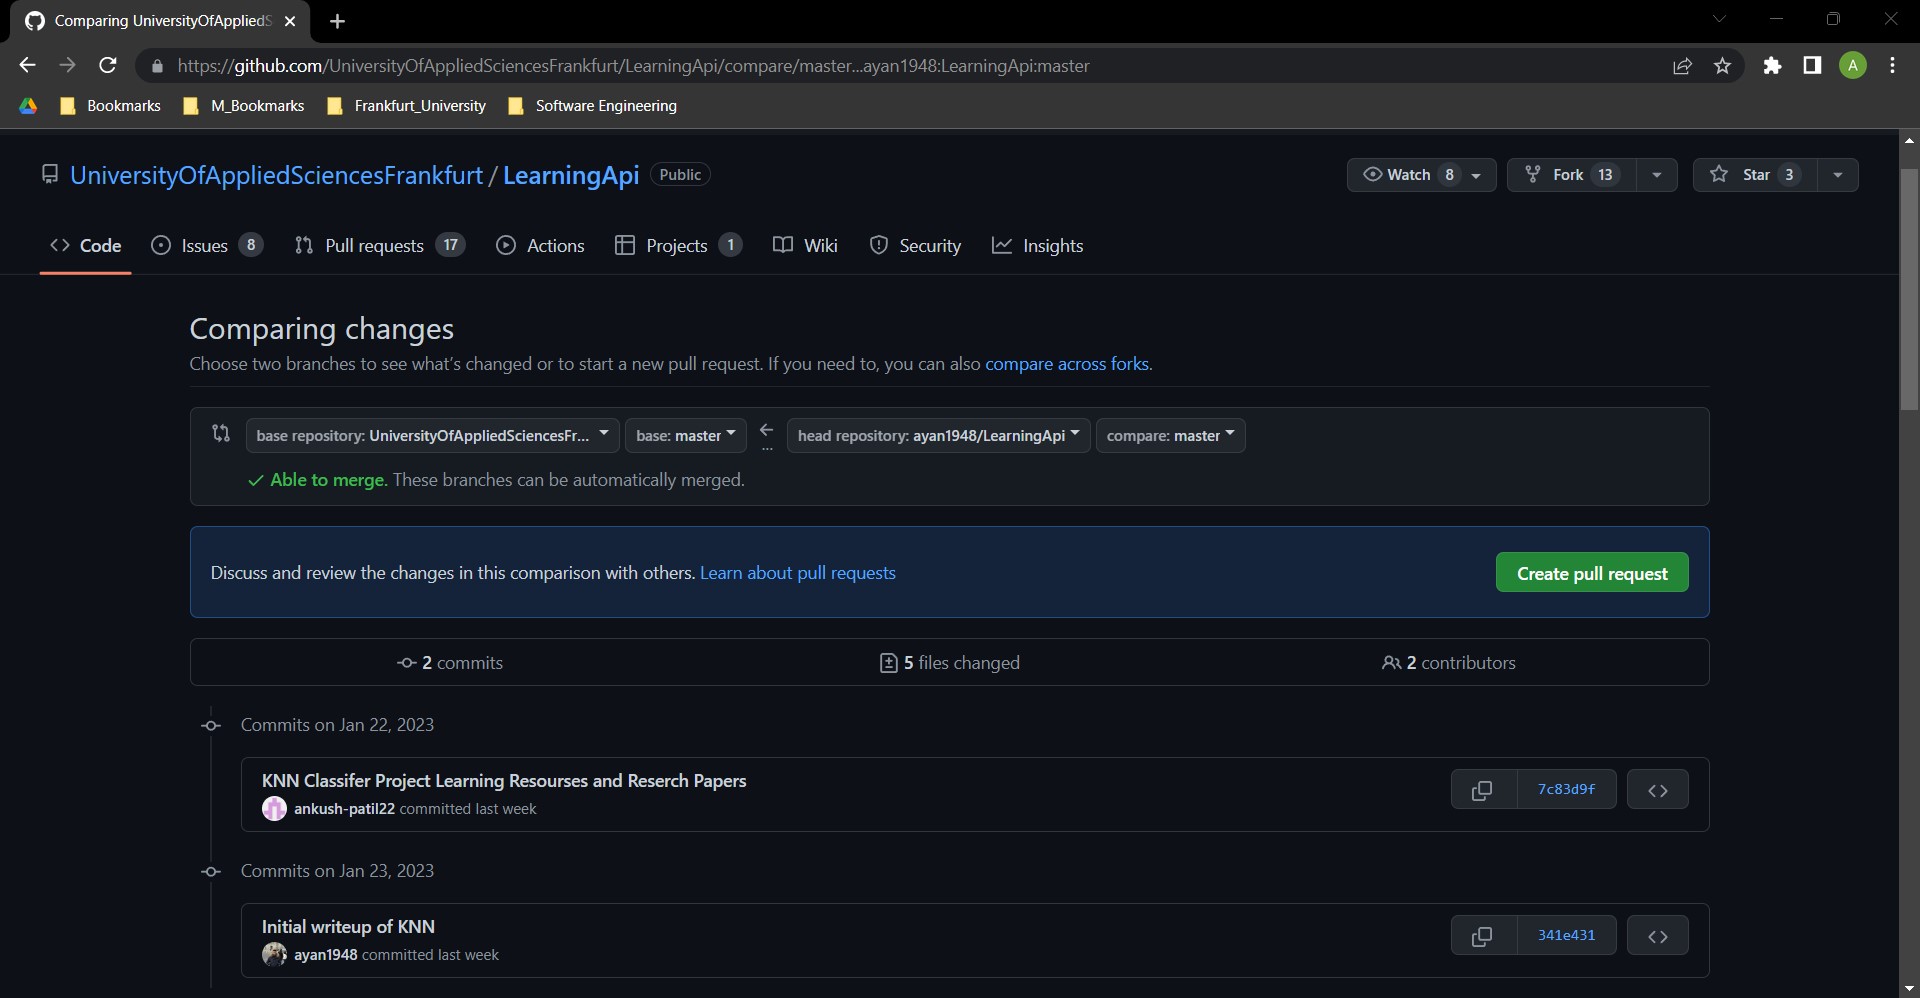 Comparing UniversityOfAppliedS
https://github.com/UniversityOfAppliedSciencesFrankfurt/LearningApi/compare/master...ayan1948:LearningApi:master
A
Bookmarks M_Bookmarks Frankfurt_University Software Engineering
UniversityOfAppliedSciencesFrankfurt / LearningApi Public
Watch 8 Fork 13 Star 3
Code Issues 8 Pull requests 17 Actions Projects 1 Wiki Security Insights
Comparing changes
Choose two branches to see what's changed or to start a new pull request. If you need to, you can also compare across forks.
base repository: UniversityOfAppliedSciencesFr... base: master ... head repository: ayan1948/LearningApi compare: master
Able to merge. These branches can be automatically merged.
Discuss and review the changes in this comparison with others. Learn about pull requests
Create pull request
2 commits 5 files changed 2 contributors
Commits on Jan 22, 2023
KNN Classifer Project Learning Resourses and Reserch Papers
ankush-patil22 committed last week
7c83d9f
Commits on Jan 23, 2023
Initial writeup of KNN
ayan1948 committed last week
341e431